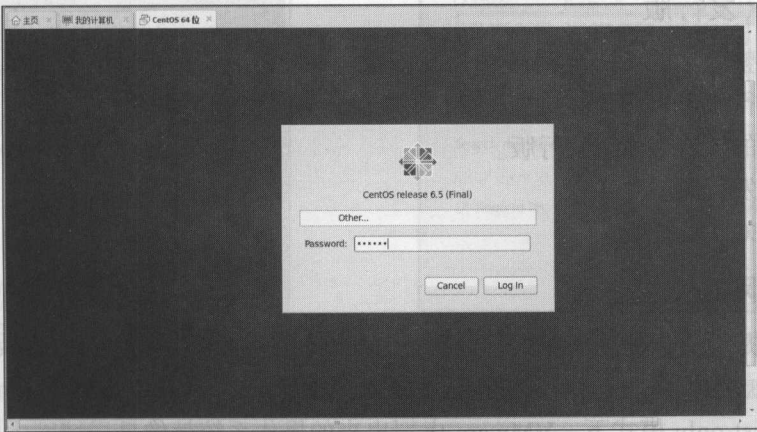 主页 × 我的计算机 × CentOS 64 位 ×
CentOS release 6.5 (Final)
Other...
Password: ••••••
Cancel Log In